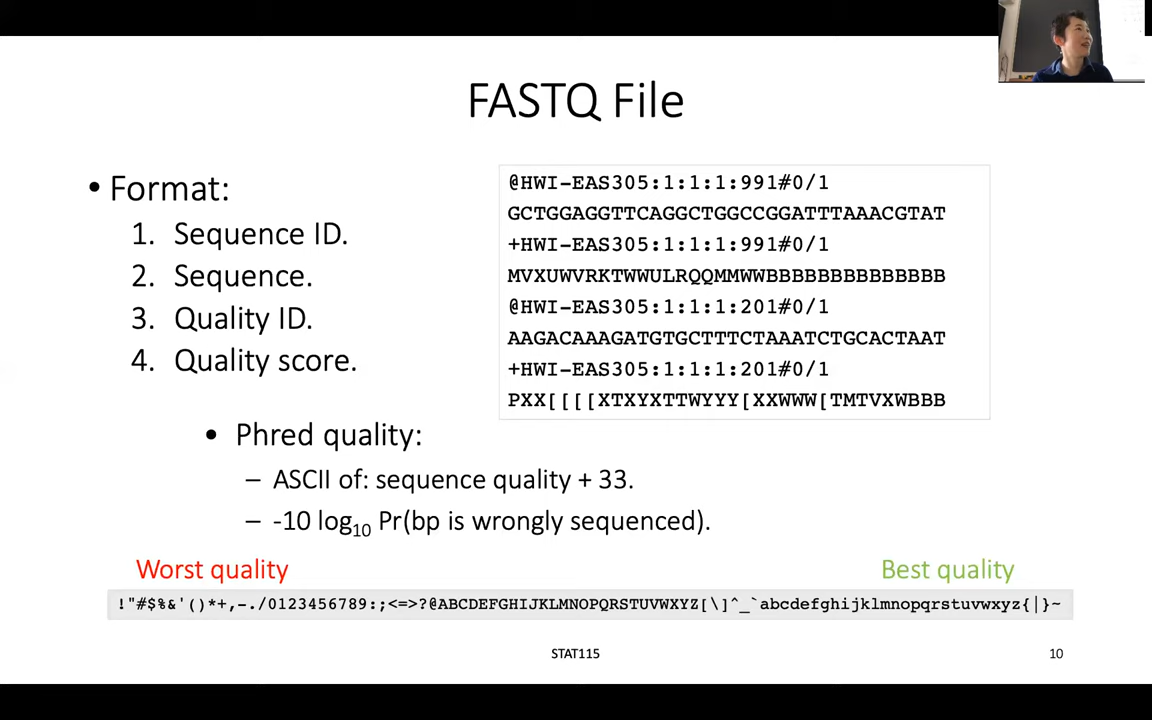 FASTQ File
• Format:
1. Sequence ID.
2. Sequence.
3. Quality ID.
4. Quality score.
@HWI-EAS305:1:1:1:991#0/1
GCTGGAGGTTCAGGCTGGCCGGATTTAAACGTAT
+HWI-EAS305:1:1:1:991#0/1
MVXUWVRKTWWULRQQMMWWBBBBBBBBBBBBBB
@HWI-EAS305:1:1:1:201#0/1
AAGACAAAGATGTGCTTTCTAAATCTGCACTAAT
+HWI-EAS305:1:1:1:201#0/1
PXX[[[[XTXYXTTWYYY[XXWWW[TMTVXWBBB
• Phred quality:
– ASCII of: sequence quality + 33.
– -10 log10 Pr(bp is wrongly sequenced).
Worst quality Best quality
!"#$%&'()*+,-./0123456789:;<=>?@ABCDEFGHIJKLMNOPQRSTUVWXYZ[\]^_`abcdefghijklmnopqrstuvwxyz{|}~
STAT115 10